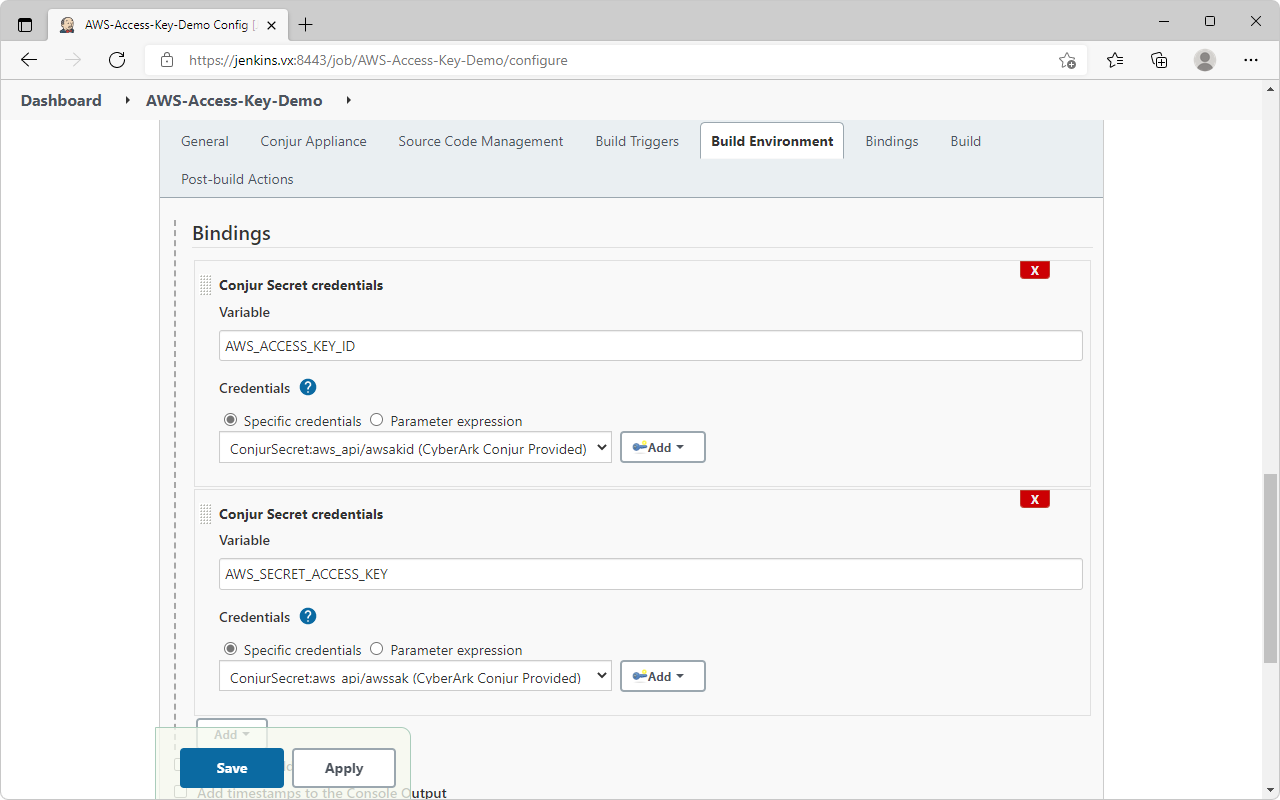 AWS-Access-Key-Demo Config [
https://jenkins.vx:8443/job/AWS-Access-Key-Demo/configure
Dashboard AWS-Access-Key-Demo
General Conjur Appliance Source Code Management Build Triggers Build Environment Bindings Build
Post-build Actions
Bindings
X
Conjur Secret credentials
Variable
AWS_ACCESS_KEY_ID
Credentials ?
Specific credentials Parameter expression
ConjurSecret:aws_api/awsakid (CyberArk Conjur Provided) Add
X
Conjur Secret credentials
Variable
AWS_SECRET_ACCESS_KEY
Credentials ?
Specific credentials Parameter expression
ConjurSecret:aws_api/awssak (CyberArk Conjur Provided) Add
Add
Save Apply
Add timestamps to the Console Output